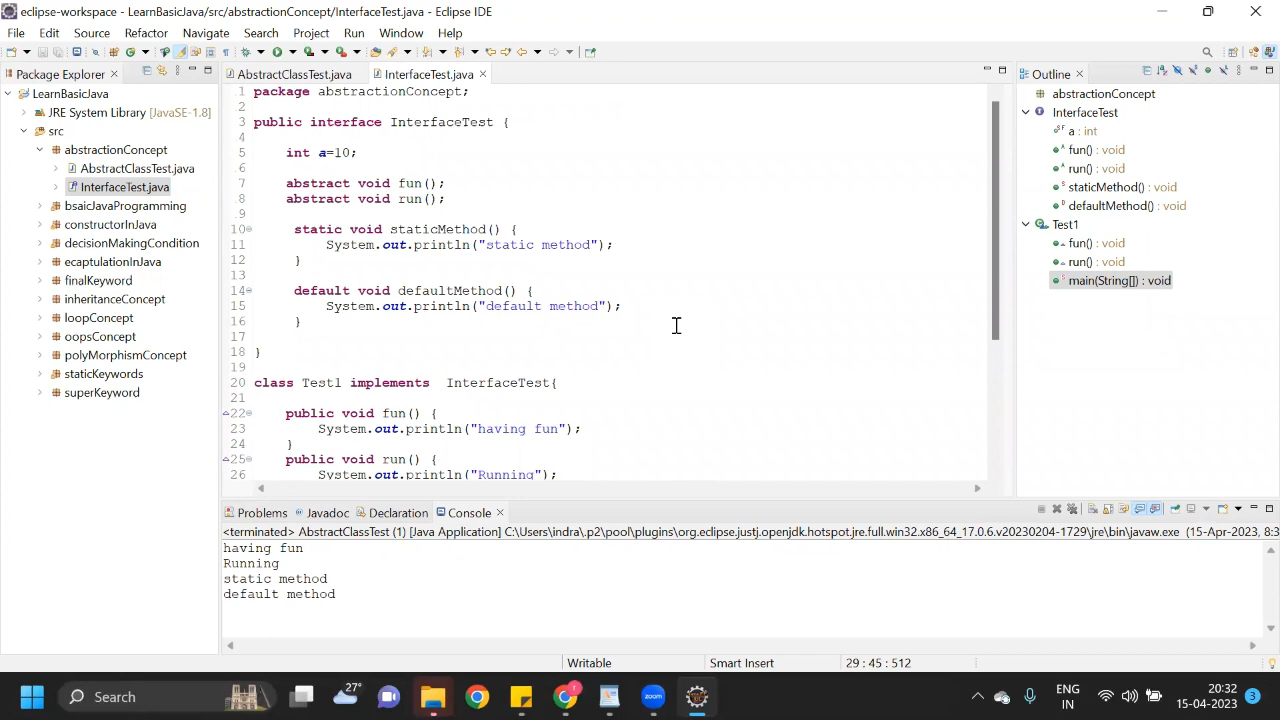 eclipse-workspace - LearnBasicJava/src/abstractionConcept/InterfaceTest.java - Eclipse IDE
File Edit Source Refactor Navigate Search Project Run Window Help
Package Explorer
LearnBasicJava
JRE System Library [JavaSE-1.8]
src
abstractionConcept
AbstractClassTest.java
InterfaceTest.java
bsaicJavaProgramming
constructorInJava
decisionMakingCondition
ecaptulationInJava
finalKeyword
inheritanceConcept
loopConcept
oopsConcept
polyMorphismConcept
staticKeywords
superKeyword
AbstractClassTest.java InterfaceTest.java
1 package abstractionConcept;
2
3 public interface InterfaceTest {
4
5 int a=10;
6
7 abstract void fun();
8 abstract void run();
9
10 static void staticMethod() {
11 System.out.println("static method");
12 }
13
14 default void defaultMethod() {
15 System.out.println("default method");
16 }
17
18 }
19
20 class Test1 implements InterfaceTest{
21
22 public void fun() {
23 System.out.println("having fun");
24 }
25 public void run() {
26 System.out.println("Running");
Outline
abstractionConcept
InterfaceTest
a : int
fun() : void
run() : void
staticMethod() : void
defaultMethod() : void
Test1
fun() : void
run() : void
main(String[]) : void
Problems Javadoc Declaration Console
<terminated> AbstractClassTest (1) [Java Application] C:\Users\indra\.p2\pool\plugins\org.eclipse.justj.openjdk.hotspot.jre.full.win32.x86_64_17.0.6.v20230204-1729\jre\bin\javaw.exe (15-Apr-2023, 8:3
having fun
Running
static method
default method
Writable Smart Insert 29 : 45 : 512
Search
27°
zoom
ENG
IN
20:32
15-04-2023
3